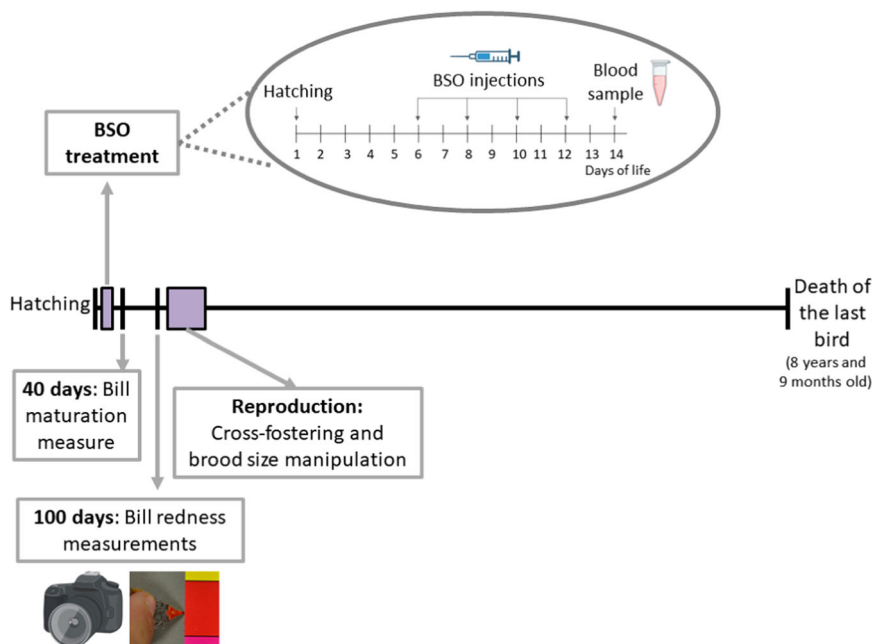 BSO
treatment
Hatching
BSO injections
Blood
sample
1 2 3 4 5 6 7 8 9 10 11 12 13 14
Days of life
Hatching
Death of
the last
bird
(8 years and
9 months old)
40 days: Bill
maturation
measure
Reproduction:
Cross-fostering and
brood size manipulation
100 days: Bill redness
measurements